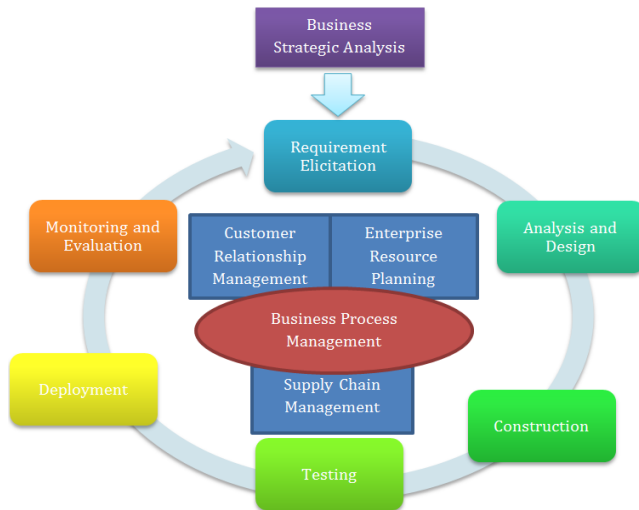 Business
Strategic Analysis
Requirement
Elicitation
Monitoring and
Evaluation
Customer
Relationship
Management
Enterprise
Resource
Planning
Analysis and
Design
Business Process
Management
Deployment
Supply Chain
Management
Construction
Testing